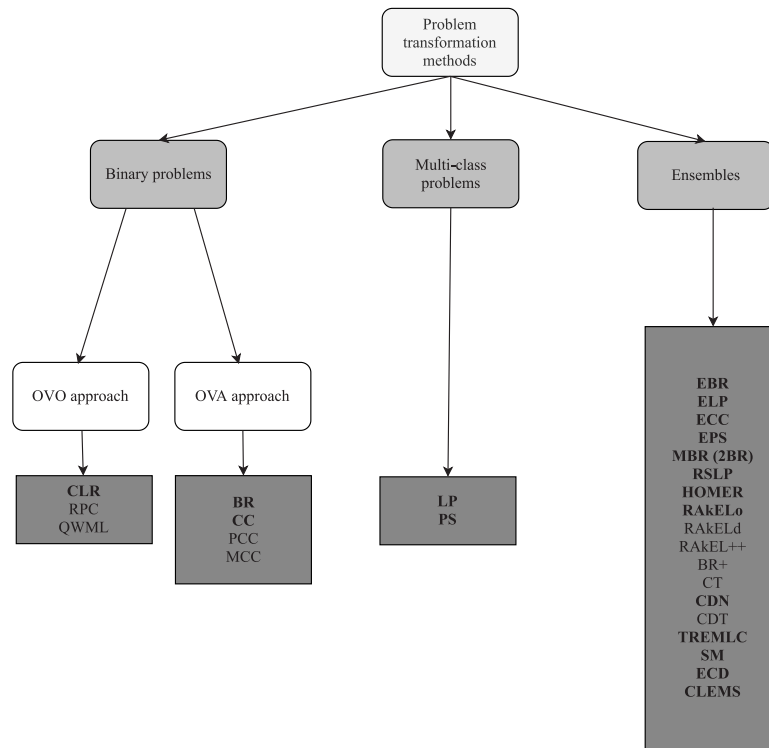 Problem
transformation
methods
Binary problems
Multi-class
problems
Ensembles
OVO approach
OVA approach
CLR
RPC
QWML
BR
CC
PCC
MCC
LP
PS
EBR
ELP
ECC
EPS
MBR (2BR)
RSLP
HOMER
RAkELo
RAkELd
RAkEL++
BR+
CT
CDN
CDT
TREMLC
SM
ECD
CLEMS